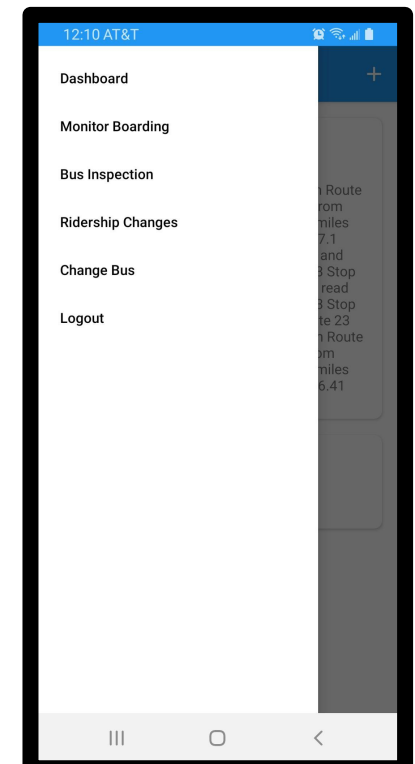 12:10 AT&T
+
Dashboard
Monitor Boarding
Bus Inspection
Ridership Changes
Change Bus
Logout
Route
rom
miles
7.1
and
3 Stop
read
3 Stop
te 23
Route
om
miles
6.41